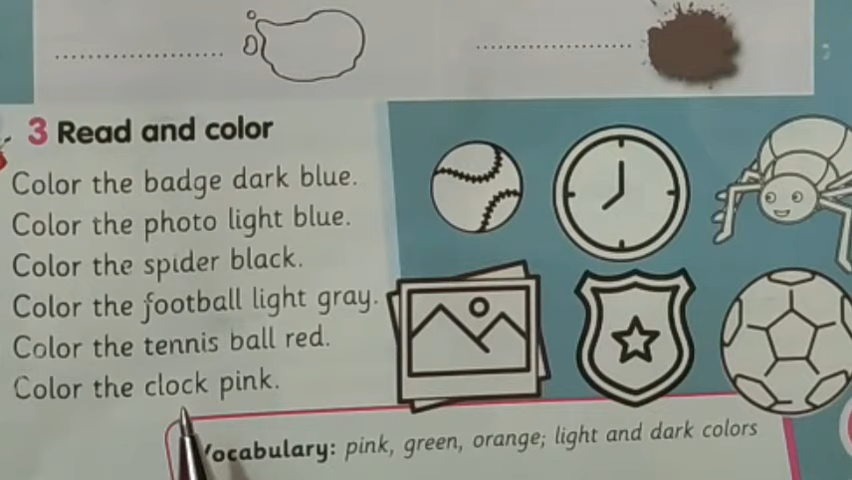 3 Read and color
Color the badge dark blue.
Color the photo light blue.
Color the spider black.
Color the football light gray.
Color the tennis ball red.
Color the clock pink.
Vocabulary: pink, green, orange; light and dark colors